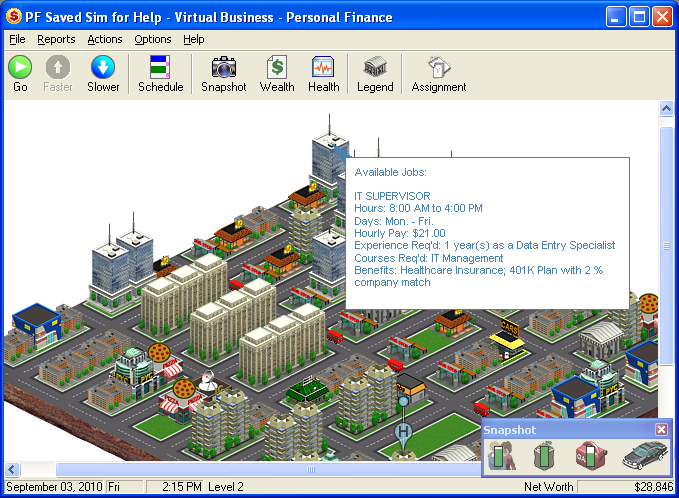 PF Saved Sim for Help - Virtual Business - Personal Finance
File Reports Actions Options Help
Go Faster Slower Schedule Snapshot Wealth Health Legend Assignment
Available Jobs:
IT SUPERVISOR
Hours: 8:00 AM to 4:00 PM
Days: Mon. - Fri.
Hourly Pay: $21.00
Experience Req'd: 1 year(s) as a Data Entry Specialist
Courses Req'd: IT Management
Benefits: Healthcare Insurance; 401K Plan with 2 %
company match
CARS
PIZZA
PIZZA
H
Snapshot
September 03, 2010 Fri 2:15 PM Level 2 Net Worth $28,846